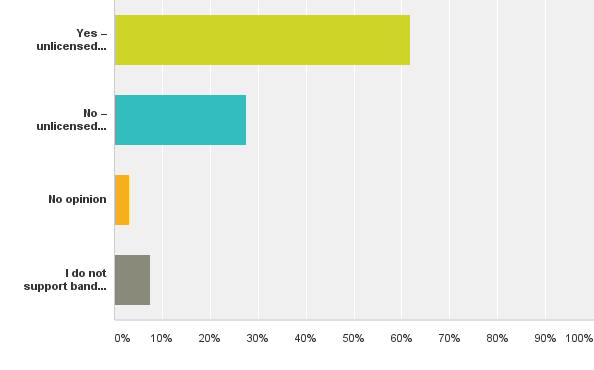 Yes –
unlicensed...
No –
unlicensed...
No opinion
I do not
support band...
0% 10% 20% 30% 40% 50% 60% 70% 80% 90% 100%